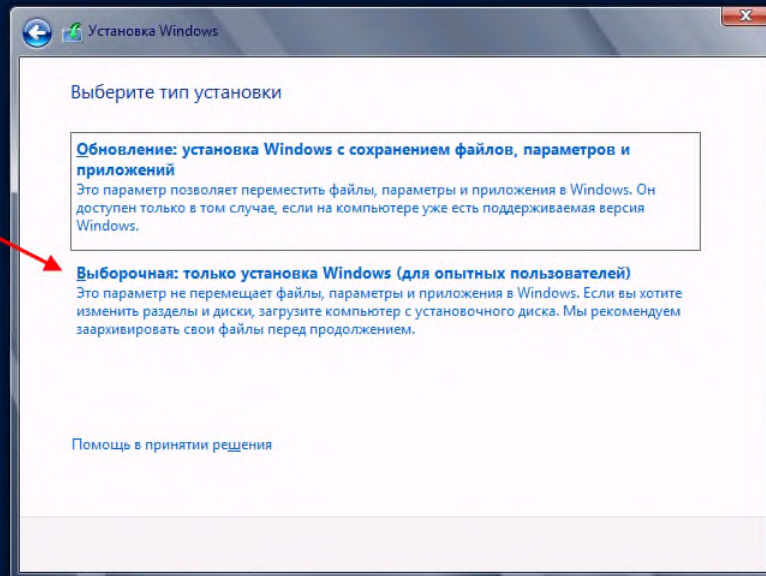 Установка Windows
Выберите тип установки
Обновление: установка Windows с сохранением файлов, параметров и
приложений
Это параметр позволяет переместить файлы, параметры и приложения в Windows. Он
доступен только в том случае, если на компьютере уже есть поддерживаемая версия
Windows.
Выборочная: только установка Windows (для опытных пользователей)
Это параметр не перемещает файлы, параметры и приложения в Windows. Если вы хотите
изменить разделы и диски, загрузите компьютер с установочного диска. Мы рекомендуем
заархивировать свои файлы перед продолжением.
Помощь в принятии решения